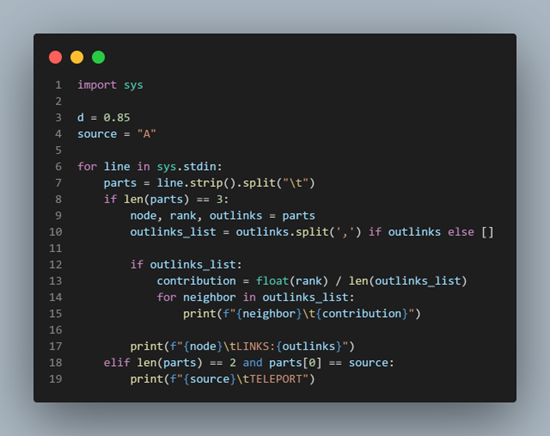 1 import sys
2
3 d = 0.85
4 source = "A"
5
6 for line in sys.stdin:
7     parts = line.strip().split("\t")
8     if len(parts) == 3:
9         node, rank, outlinks = parts
10         outlinks_list = outlinks.split(',') if outlinks else []
11
12         if outlinks_list:
13             contribution = float(rank) / len(outlinks_list)
14             for neighbor in outlinks_list:
15                 print(f"{neighbor}\t{contribution}")
16
17         print(f"{node}\tLINKS:{outlinks}")
18     elif len(parts) == 2 and parts[0] == source:
19         print(f"{source}\tTELEPORT")